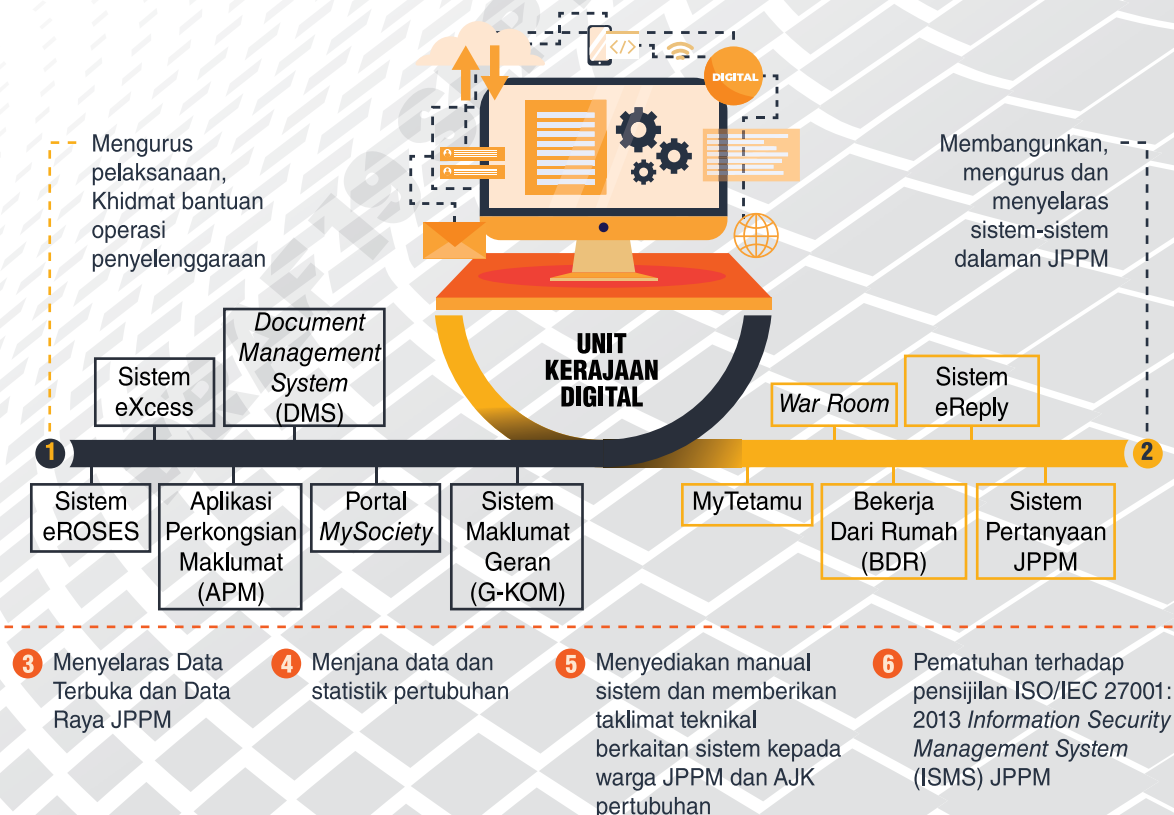 </>
DIGITAL
Mengurus
pelaksanaan,
Khidmat bantuan
operasi
penyelenggaraan
Membangunkan,
mengurus dan
menyelaras
sistem-sistem
dalaman JPPM
UNIT
KERAJAAN
DIGITAL
1
Sistem
eXcess
Document
Management
System
(DMS)
Sistem
eROSES
Aplikasi
Perkongsian
Maklumat
(APM)
Portal
MySociety
Sistem
Maklumat
Geran
(G-KOM)
War Room
Sistem
eReply
2
MyTetamu
Bekerja
Dari Rumah
(BDR)
Sistem
Pertanyaan
JPPM
3 Menyelaras Data
Terbuka dan Data
Raya JPPM
4 Menjana data dan
statistik pertubuhan
5 Menyediakan manual
sistem dan memberikan
taklimat teknikal
berkaitan sistem kepada
warga JPPM dan AJK
pertubuhan
6 Pematuhan terhadap
pensijilan ISO/IEC 27001:
2013 Information Security
Management System
(ISMS) JPPM